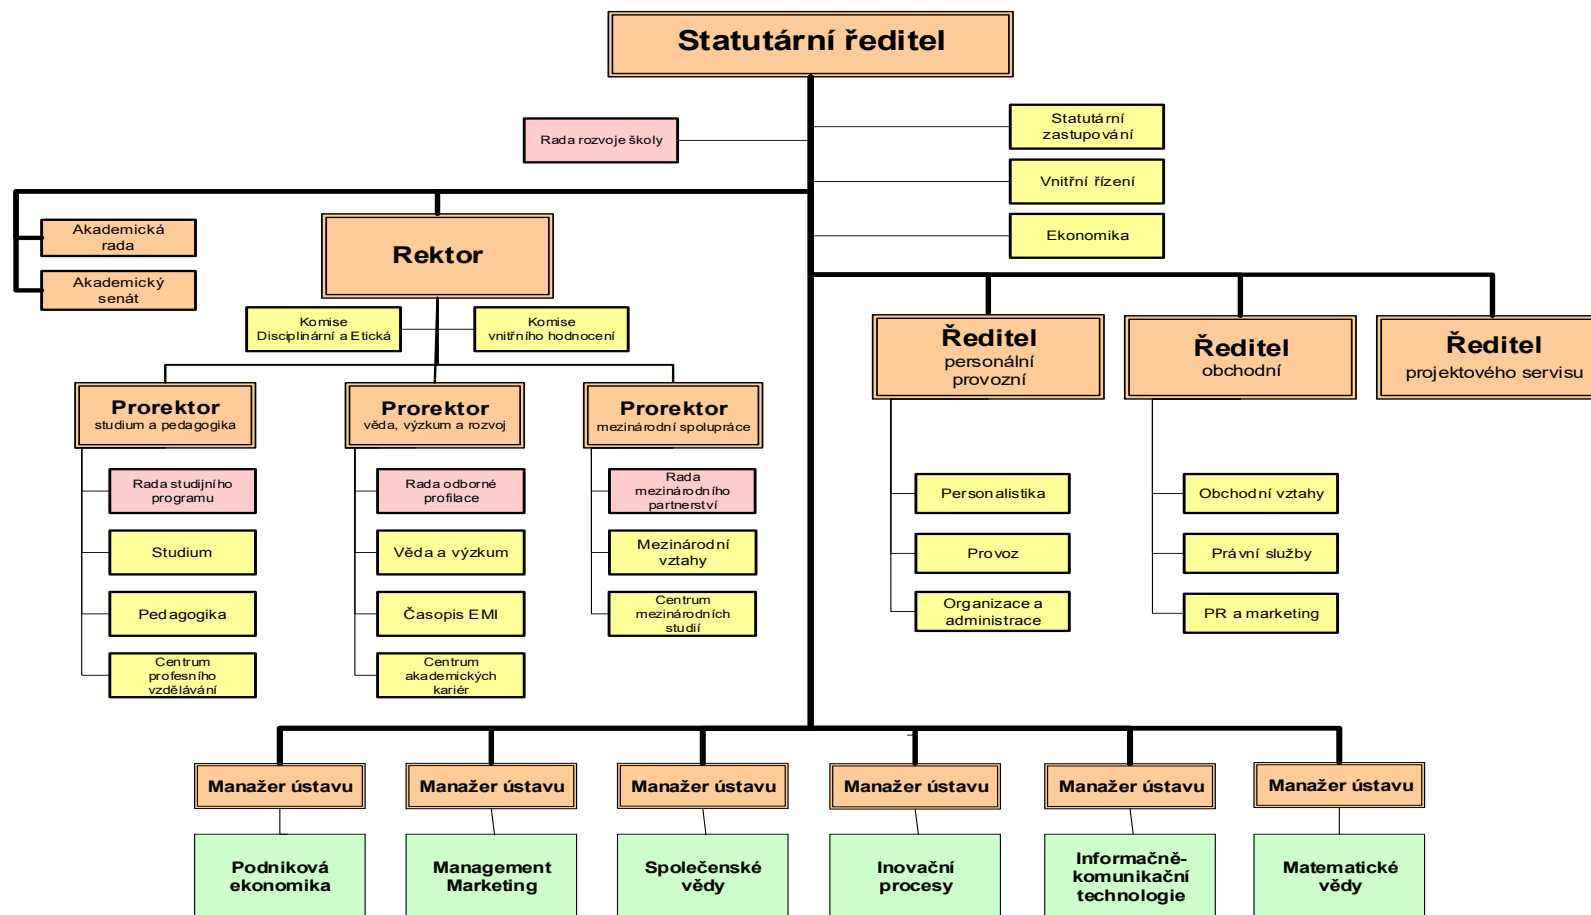 Statutární ředitel
Rada rozvoje školy
Statutární
zastupování
Vnitřní řízení
Ekonomika
Akademická
rada
Akademický
senát
Rektor
Komise
Disciplinární a Etická
Komise
vnitřního hodnocení
Ředitel
personální
provozní
Ředitel
obchodní
Ředitel
projektového servisu
Prorektor
studium a pedagogika
Prorektor
věda, výzkum a rozvoj
Prorektor
mezinárodní spolupráce
Rada studijního
programu
Studium
Pedagogika
Centrum
profesního
vzdělávání
Rada odborné
profilace
Věda a výzkum
Časopis EMI
Centrum
akademických
kariér
Rada
mezinárodního
partnerství
Mezinárodní
vztahy
Centrum
mezinárodních
studií
Personalistika
Provoz
Organizace a
administrace
Obchodní vztahy
Právní služby
PR a marketing
Manažer ústavu
Manažer ústavu
Manažer ústavu
Manažer ústavu
Manažer ústavu
Manažer ústavu
Podniková
ekonomika
Management
Marketing
Společenské
vědy
Inovační
procesy
Informačně-
komunikační
technologie
Matematické
vědy